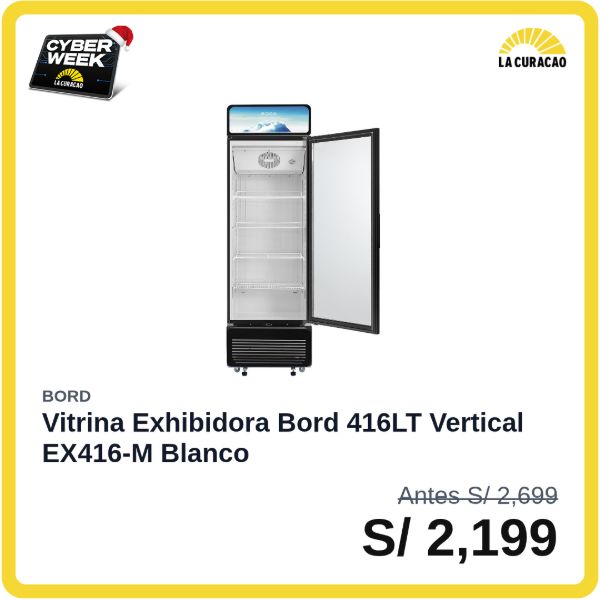 CYBER
WEEK
LA CURACAO
LA CURACAO
BORD
Vitrina Exhibidora Bord 416LT Vertical
EX416-M Blanco
Antes S/ 2,699
S/ 2,199